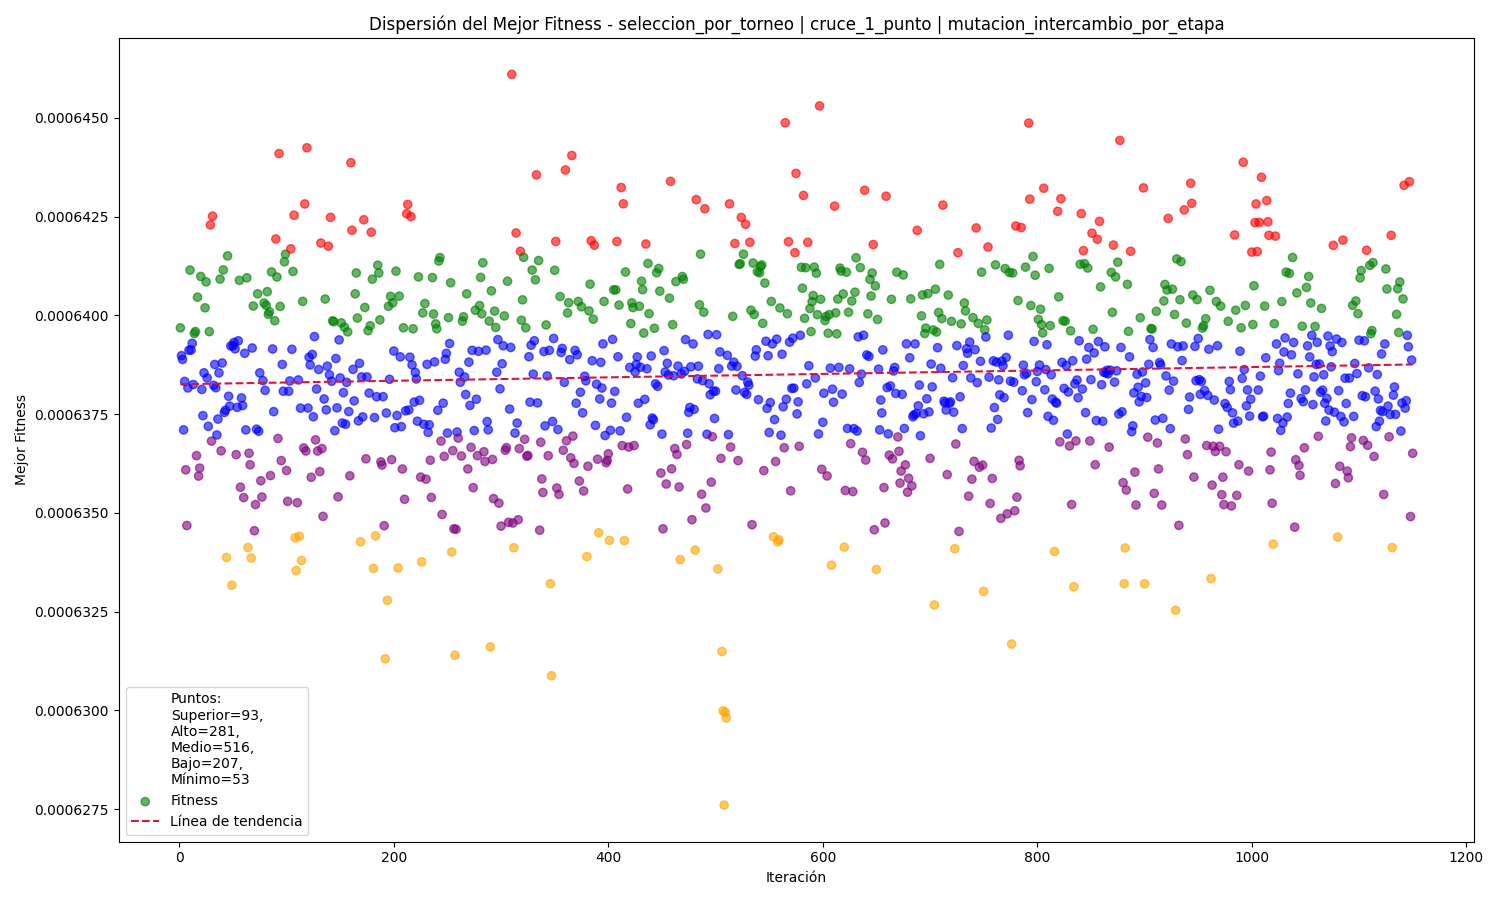 Dispersión del Mejor Fitness - seleccion_por_torneo | cruce_1_punto | mutacion_intercambio_por_etapa
Mejor Fitness
0.0006450
0.0006425
0.0006400
0.0006375
0.0006350
0.0006325
0.0006300
0.0006275
Puntos:
Superior=93,
Alto=281,
Medio=516,
Bajo=207,
Mínimo=53
Fitness
Línea de tendencia
0 200 400 600 800 1000 1200
Iteración